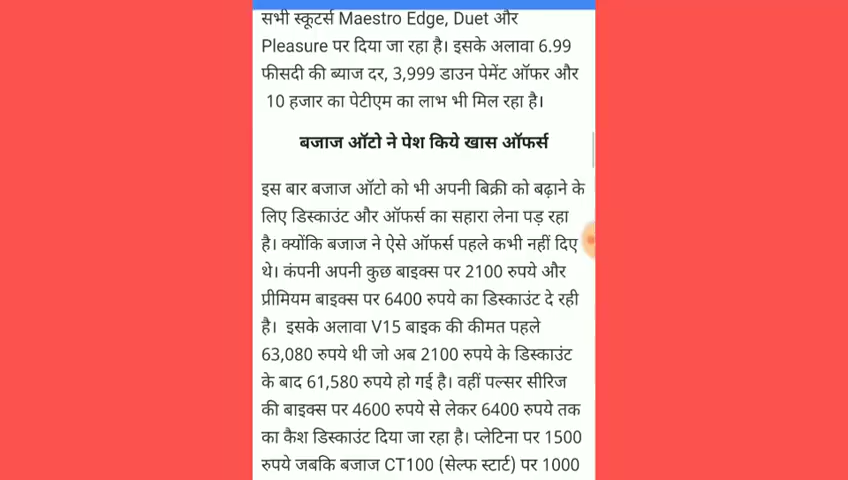 सभी स्कूटर्स Maestro Edge, Duet और
Pleasure पर दिया जा रहा है। इसके अलावा 6.99
फीसदी की ब्याज दर, 3,999 डाउन पेमेंट ऑफर और
10 हजार का पेटीएम का लाभ भी मिल रहा है।
बजाज ऑटो ने पेश किये खास ऑफर्स
इस बार बजाज ऑटो को भी अपनी बिक्री को बढ़ाने के
लिए डिस्काउंट और ऑफर्स का सहारा लेना पड़ रहा
है। क्योंकि बजाज ने ऐसे ऑफर्स पहले कभी नहीं दिए
थे। कंपनी अपनी कुछ बाइक्स पर 2100 रुपये और
प्रीमियम बाइक्स पर 6400 रुपये का डिस्काउंट दे रही
है। इसके अलावा V15 बाइक की कीमत पहले
63,080 रुपये थी जो अब 2100 रुपये के डिस्काउंट
के बाद 61,580 रुपये हो गई है। वहीं पल्सर सीरिज
की बाइक्स पर 4600 रुपये से लेकर 6400 रुपये तक
का कैश डिस्काउंट दिया जा रहा है। प्लेटिना पर 1500
रुपये जबकि बजाज CT100 (सेल्फ स्टार्ट) पर 1000